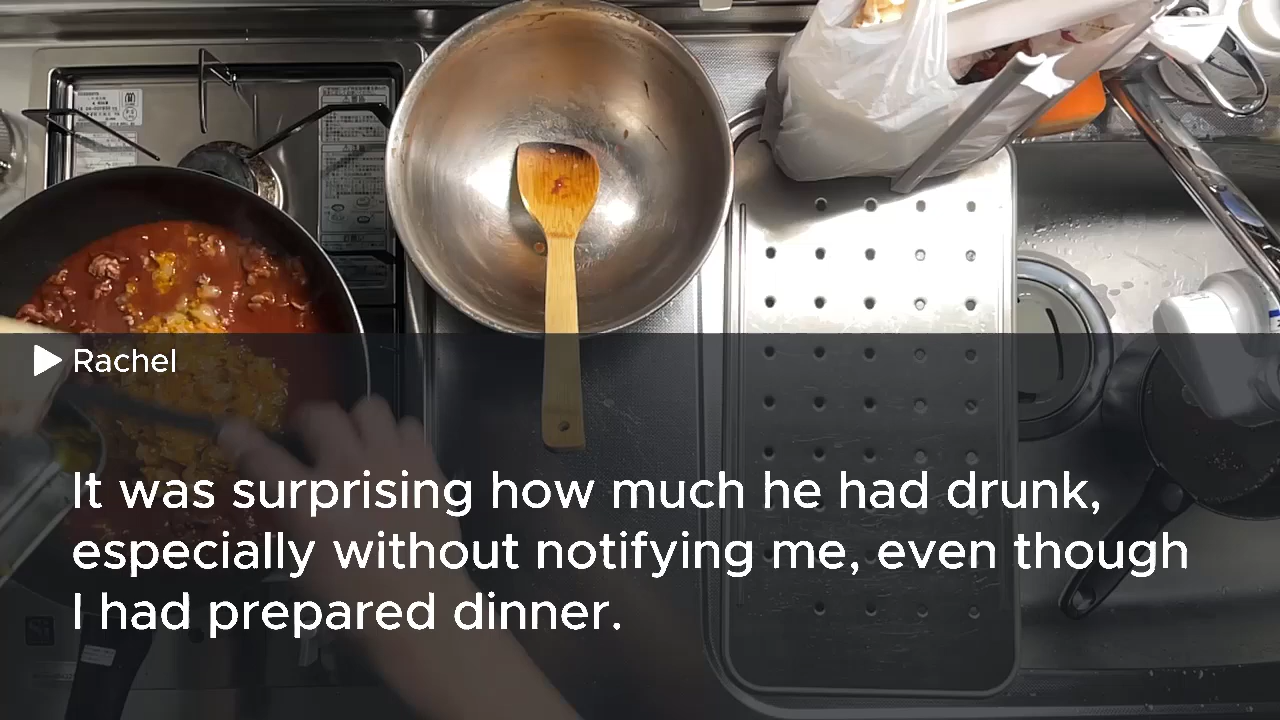 Rachel
It was surprising how much he had drunk,
especially without notifying me, even though
I had prepared dinner.